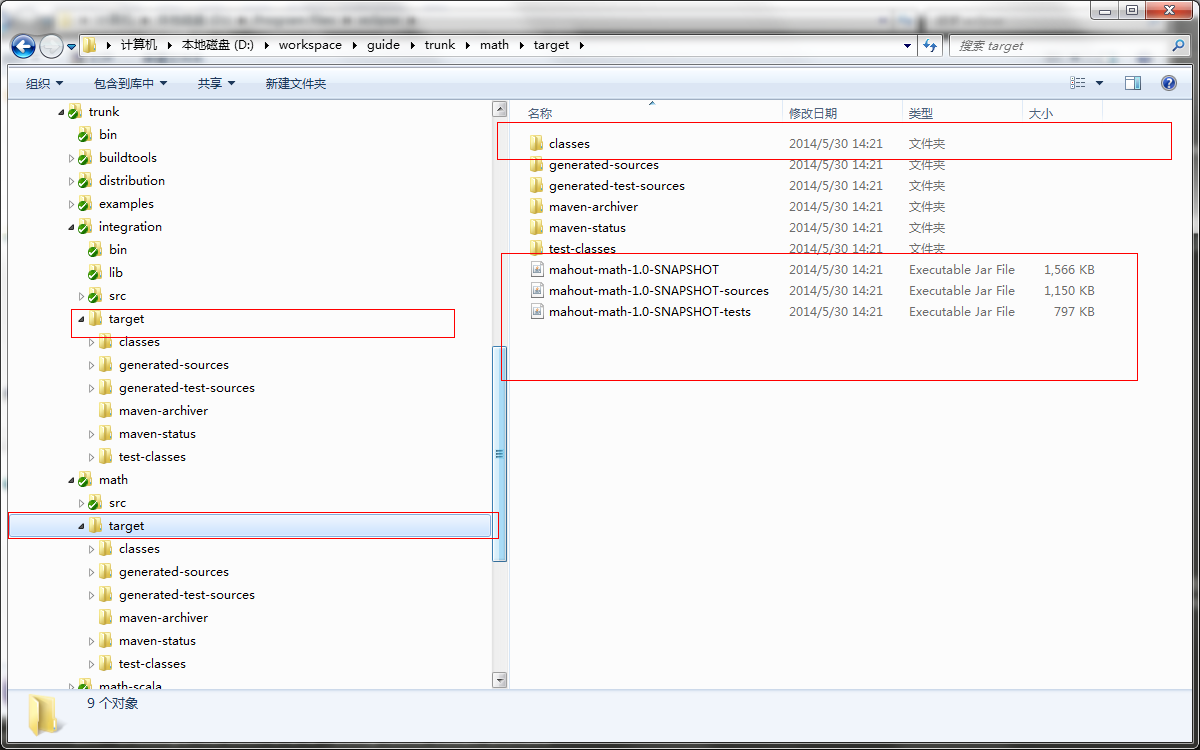 计算机 本地磁盘 (D:) workspace guide trunk math target
搜索 target
组织 包含到库中 共享 新建文件夹
trunk
bin
buildtools
distribution
examples
integration
bin
lib
src
target
classes
generated-sources
generated-test-sources
maven-archiver
maven-status
test-classes
math
src
target
classes
generated-sources
generated-test-sources
maven-archiver
maven-status
test-classes
math-scala
名称 修改日期 类型 大小
classes 2014/5/30 14:21 文件夹
generated-sources 2014/5/30 14:21 文件夹
generated-test-sources 2014/5/30 14:21 文件夹
maven-archiver 2014/5/30 14:21 文件夹
maven-status 2014/5/30 14:21 文件夹
test-classes 2014/5/30 14:21 文件夹
mahout-math-1.0-SNAPSHOT 2014/5/30 14:21 Executable Jar File 1,566 KB
mahout-math-1.0-SNAPSHOT-sources 2014/5/30 14:21 Executable Jar File 1,150 KB
mahout-math-1.0-SNAPSHOT-tests 2014/5/30 14:21 Executable Jar File 797 KB
9 个对象